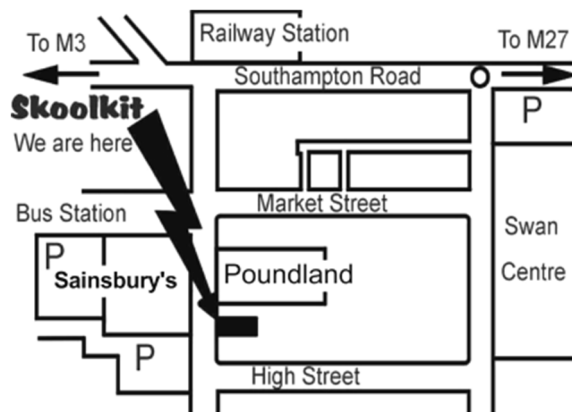 Railway Station
To M3
To M27
Southampton Road
Skoolkit
We are here
P
Bus Station
Market Street
Swan
Centre
P
Sainsbury's
Poundland
P
High Street